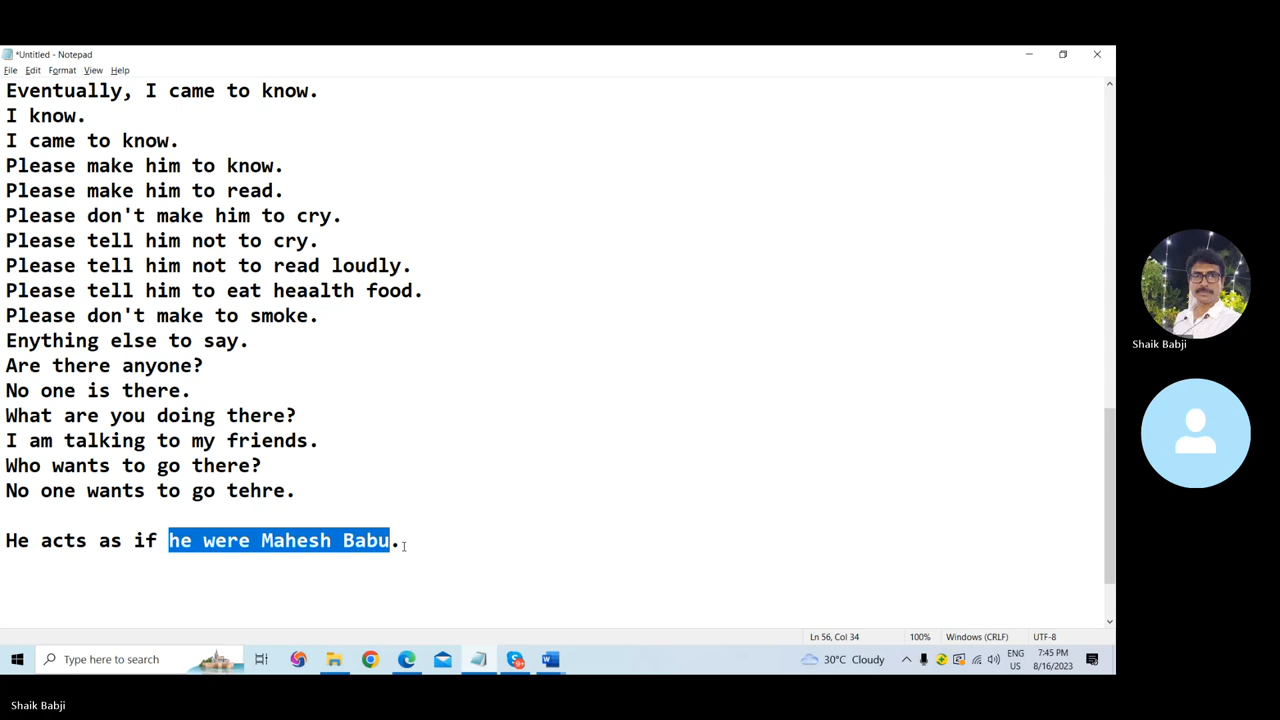 *Untitled - Notepad
File Edit Format View Help
Eventually, I came to know.
I know.
I came to know.
Please make him to know.
Please make him to read.
Please don't make him to cry.
Please tell him not to cry.
Please tell him not to read loudly.
Please tell him to eat heaalth food.
Please don't make to smoke.
Enything else to say.
Are there anyone?
No one is there.
What are you doing there?
I am talking to my friends.
Who wants to go there?
No one wants to go tehre.
He acts as if he were Mahesh Babu.
Shaik Babji
Ln 56, Col 34 100% Windows (CRLF) UTF-8
Type here to search
30°C Cloudy
ENG
US
7:45 PM
8/16/2023
Shaik Babji